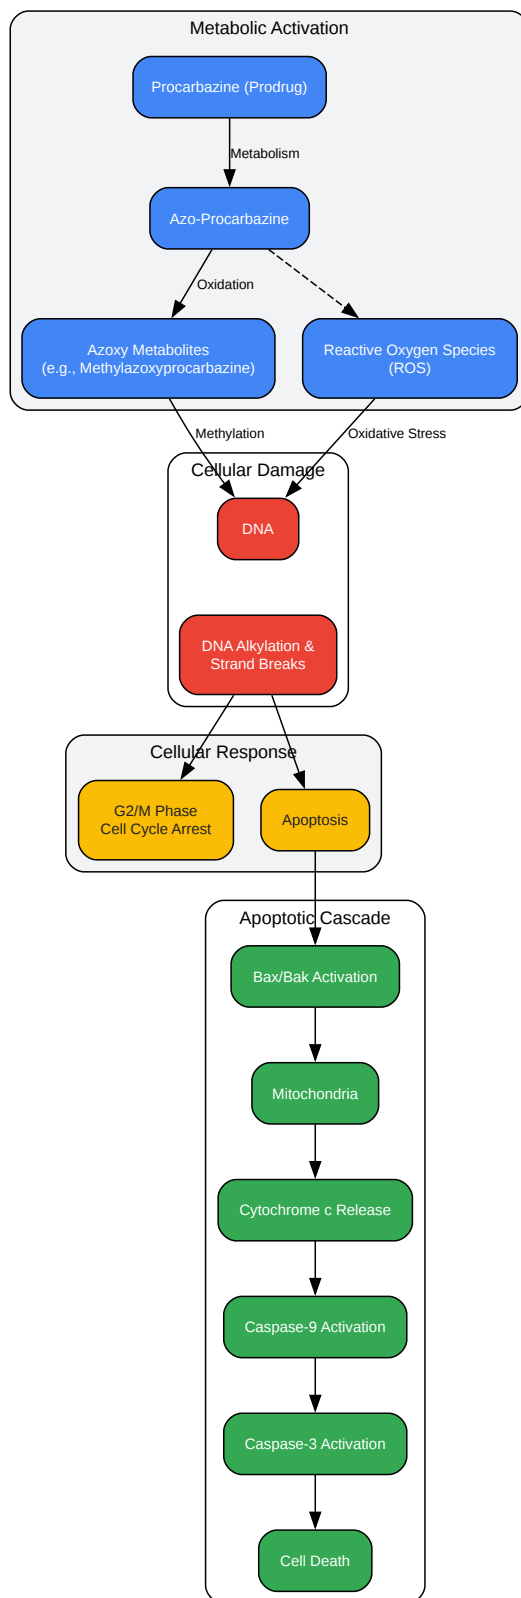 Metabolic Activation
Procarbazine (Prodrug)
Metabolism
Azo-Procarbazine
Oxidation
Azoxy Metabolites
(e.g., Methylazoxyprocarbazine)
Reactive Oxygen Species
(ROS)
Methylation
Oxidative Stress
Cellular Damage
DNA
DNA Alkylation &
Strand Breaks
Cellular Response
G2/M Phase
Cell Cycle Arrest
Apoptosis
Apoptotic Cascade
Bax/Bak Activation
Mitochondria
Cytochrome c Release
Caspase-9 Activation
Caspase-3 Activation
Cell Death